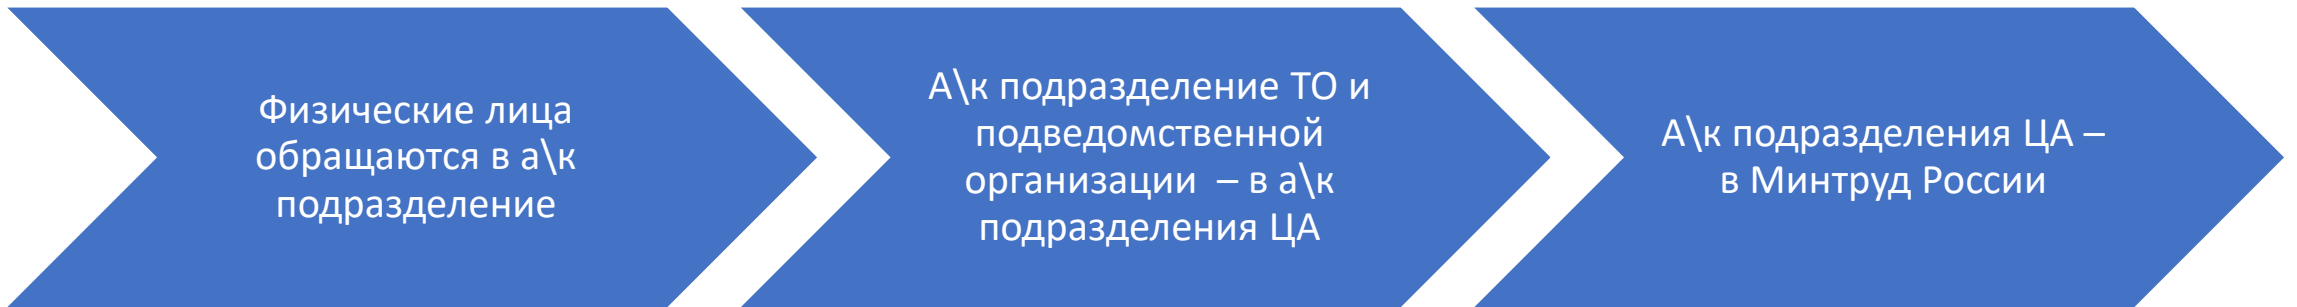 Физические лица
обращаются в а\к
подразделение
А\к подразделение ТО и
подведомственной
организации – в а\к
подразделения ЦА
А\к подразделения ЦА –
в Минтруд России